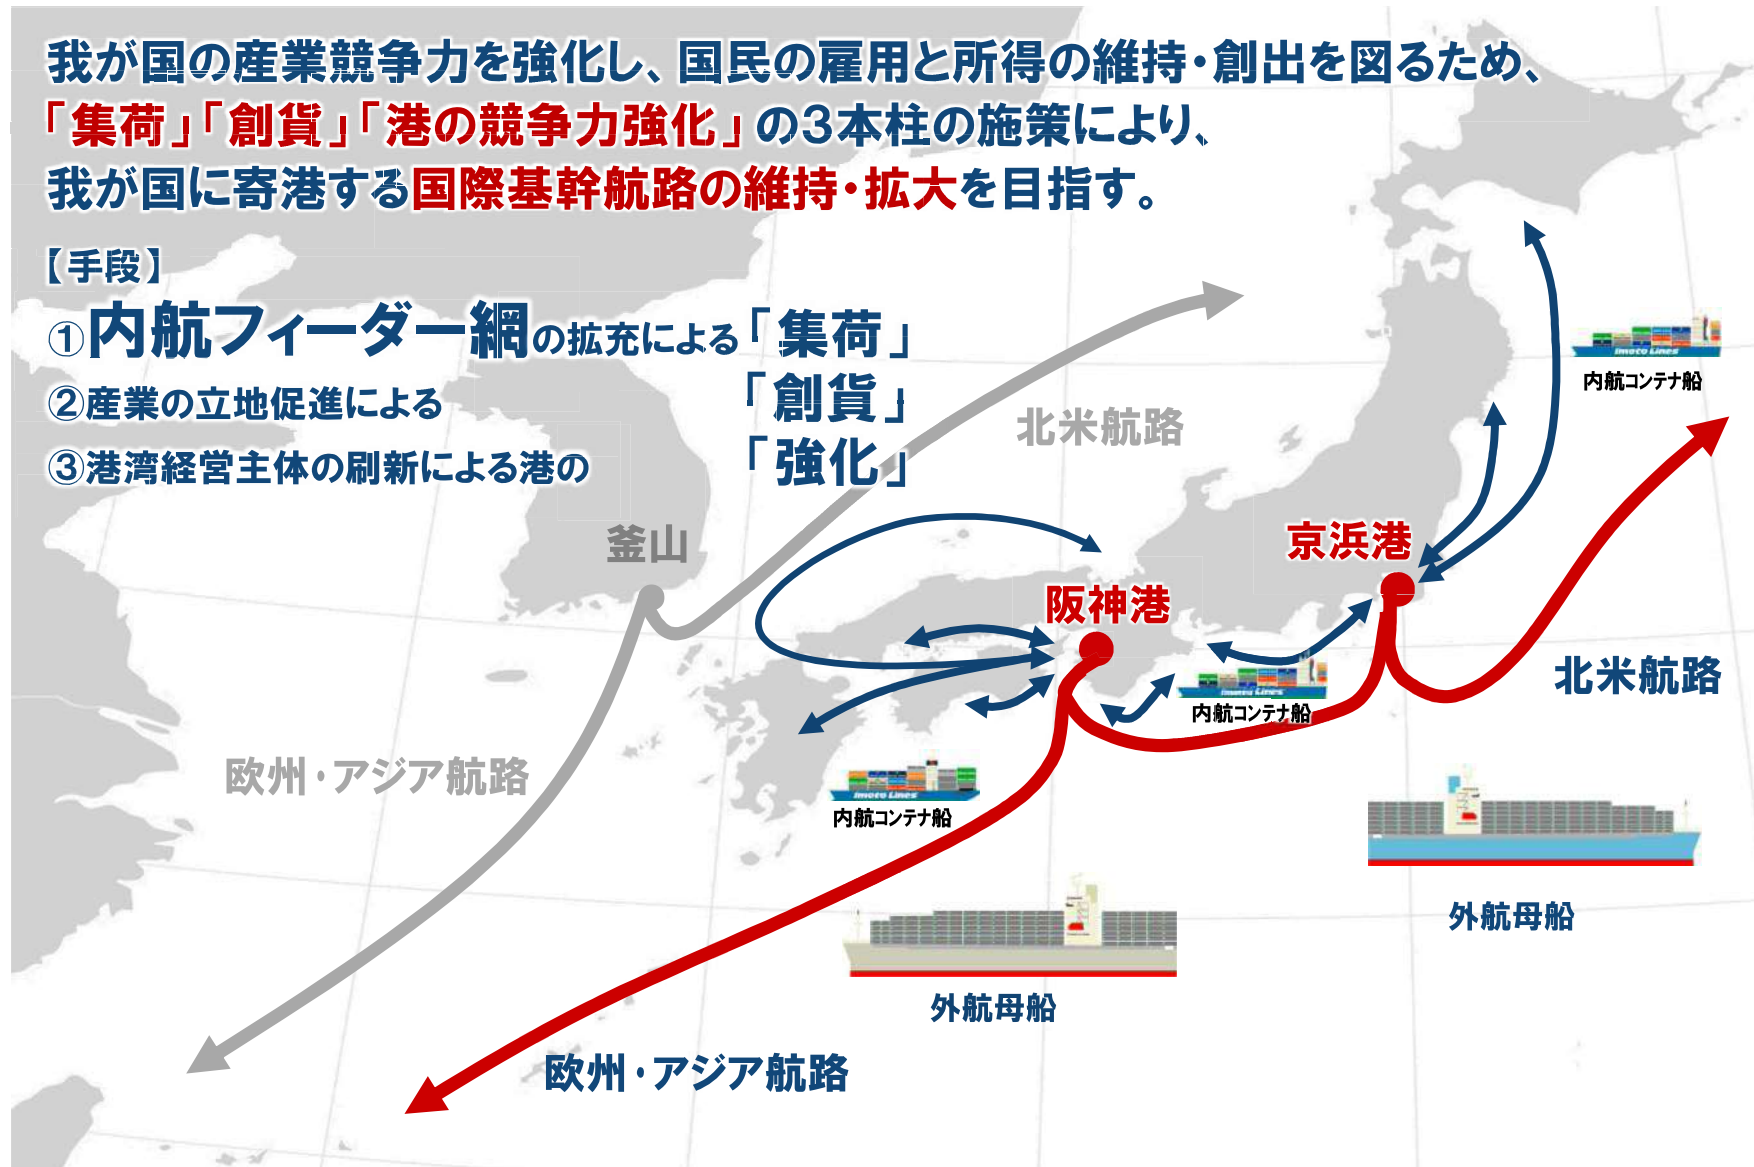 我が国の産業競争力を強化し、国民の雇用と所得の維持・創出を図るため、
「集荷」「創貨」「港の競争力強化」の3本柱の施策により、
我が国に寄港する国際基幹航路の維持・拡大を目指す。
【手段】
①内航フィーダー網の拡充による「集荷」
②産業の立地促進による「創貨」
③港湾経営主体の刷新による港の「強化」
Imoto Lines
内航コンテナ船
北米航路
釜山
京浜港
阪神港
北米航路
Imoto Lines
内航コンテナ船
欧州・アジア航路
Imoto Lines
内航コンテナ船
外航母船
外航母船
欧州・アジア航路